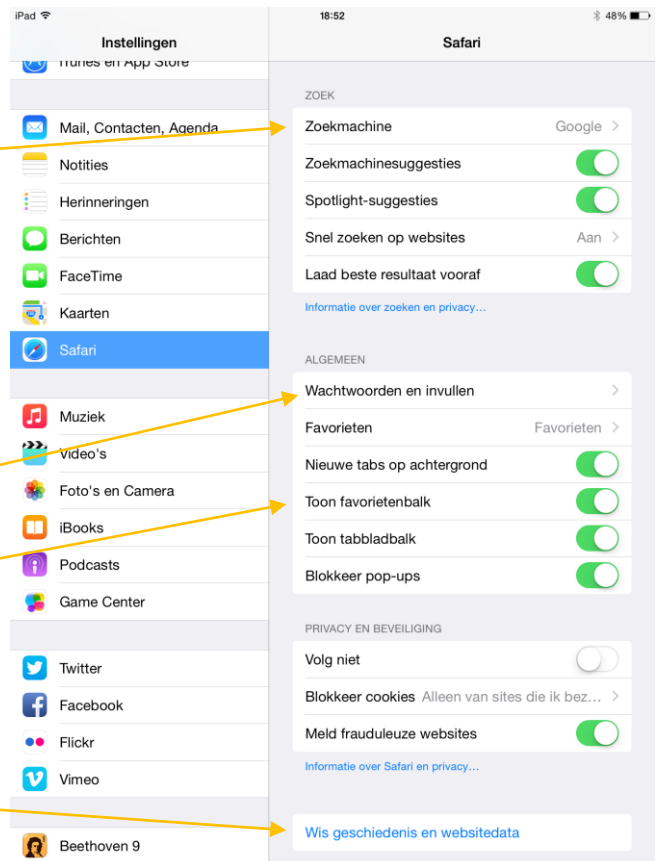 iPad 18:52 48%
Instellingen
iTunes en App Store
Mail, Contacten, Agenda
Notities
Herinneringen
Berichten
FaceTime
Kaarten
Safari
Muziek
Video's
Foto's en Camera
iBooks
Podcasts
Game Center
Twitter
Facebook
Flickr
Vimeo
Beethoven 9
Safari
ZOEK
Zoekmachine Google
Zoekmachinesuggesties
Spotlight-suggesties
Snel zoeken op websites Aan
Laad beste resultaat vooraf
Informatie over zoeken en privacy...
ALGEMEEN
Wachtwoorden en invullen
Favorieten Favorieten
Nieuwe tabs op achtergrond
Toon favorietenbalk
Toon tabbladbalk
Blokkeer pop-ups
PRIVACY EN BEVEILIGING
Volg niet
Blokkeer cookies Alleen van sites die ik bez...
Meld frauduleuze websites
Informatie over Safari en privacy...
Wis geschiedenis en websitedata